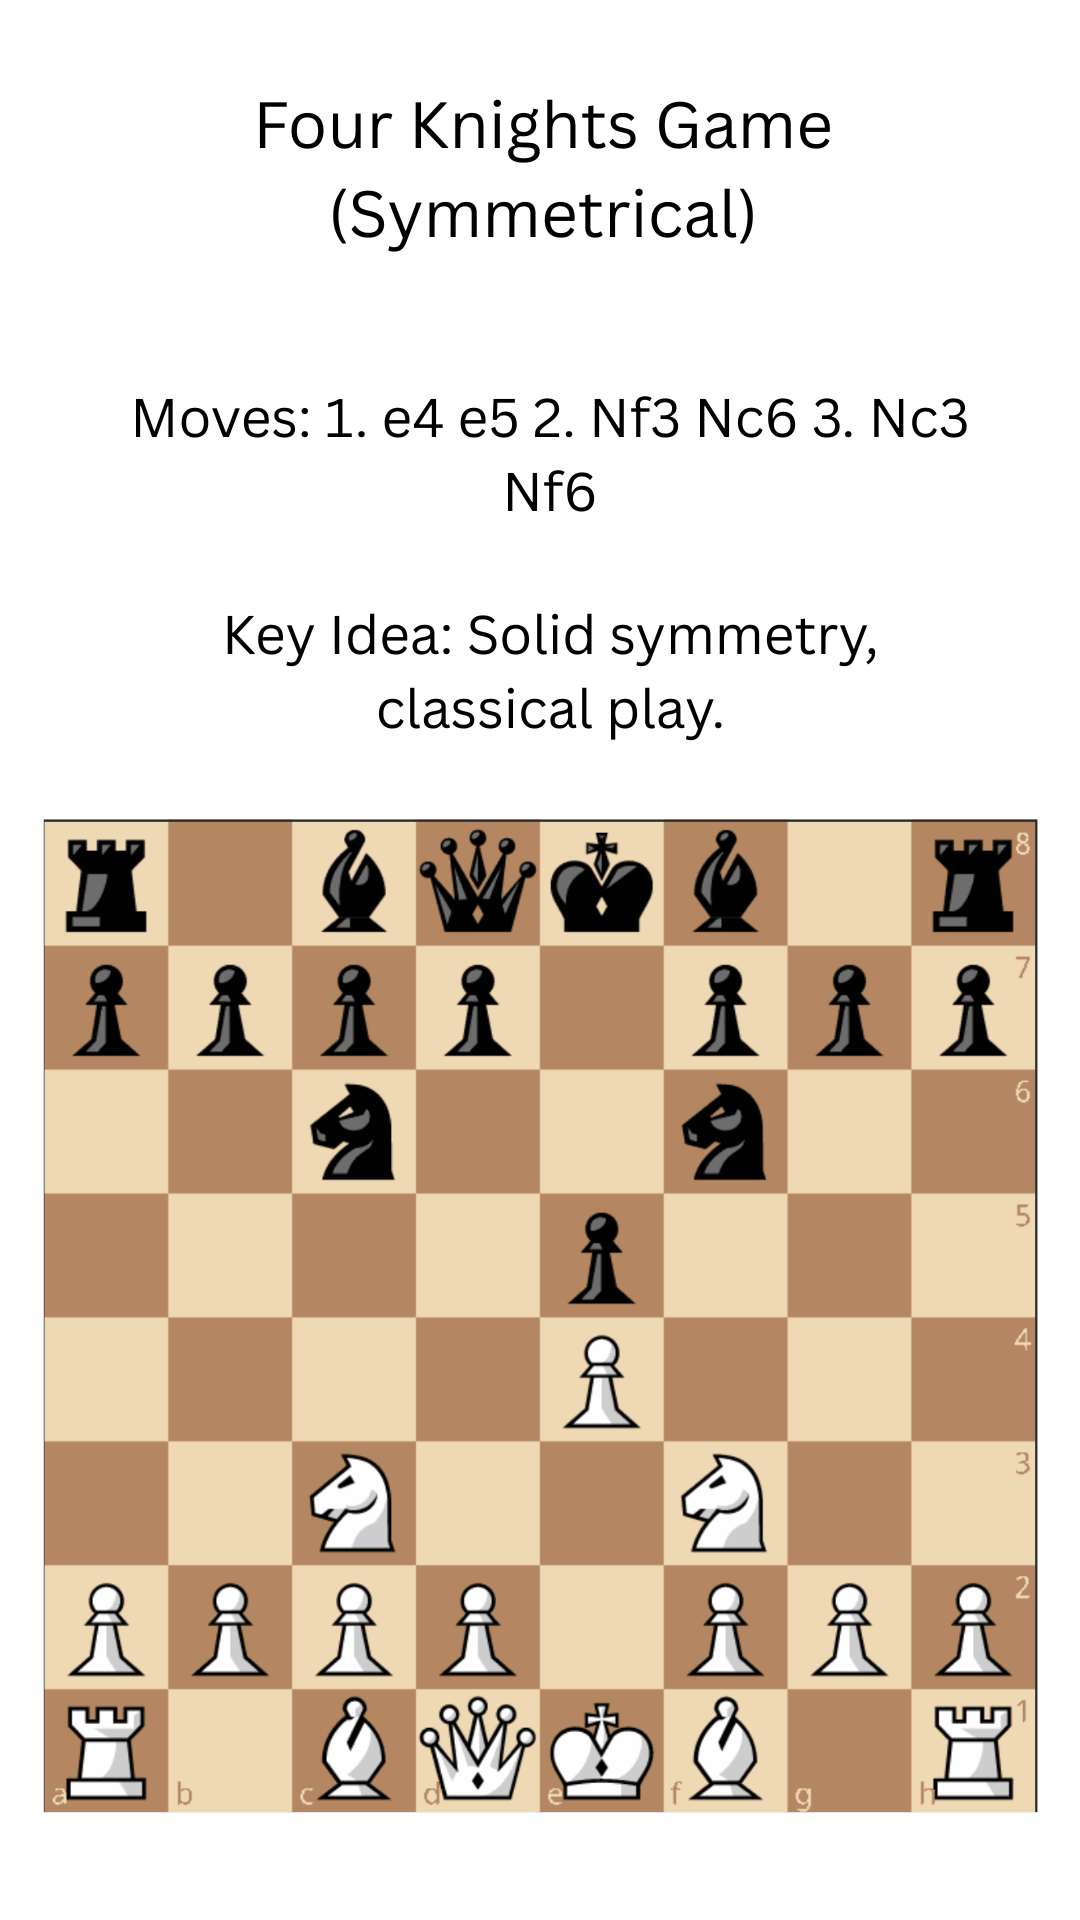 Four Knights Game
(Symmetrical)
Moves: 1. e4 e5 2. Nf3 Nc6 3. Nc3
Nf6
Key Idea: Solid symmetry,
classical play.
8
7
6
5
4
3
2
1
a b c d e f g h